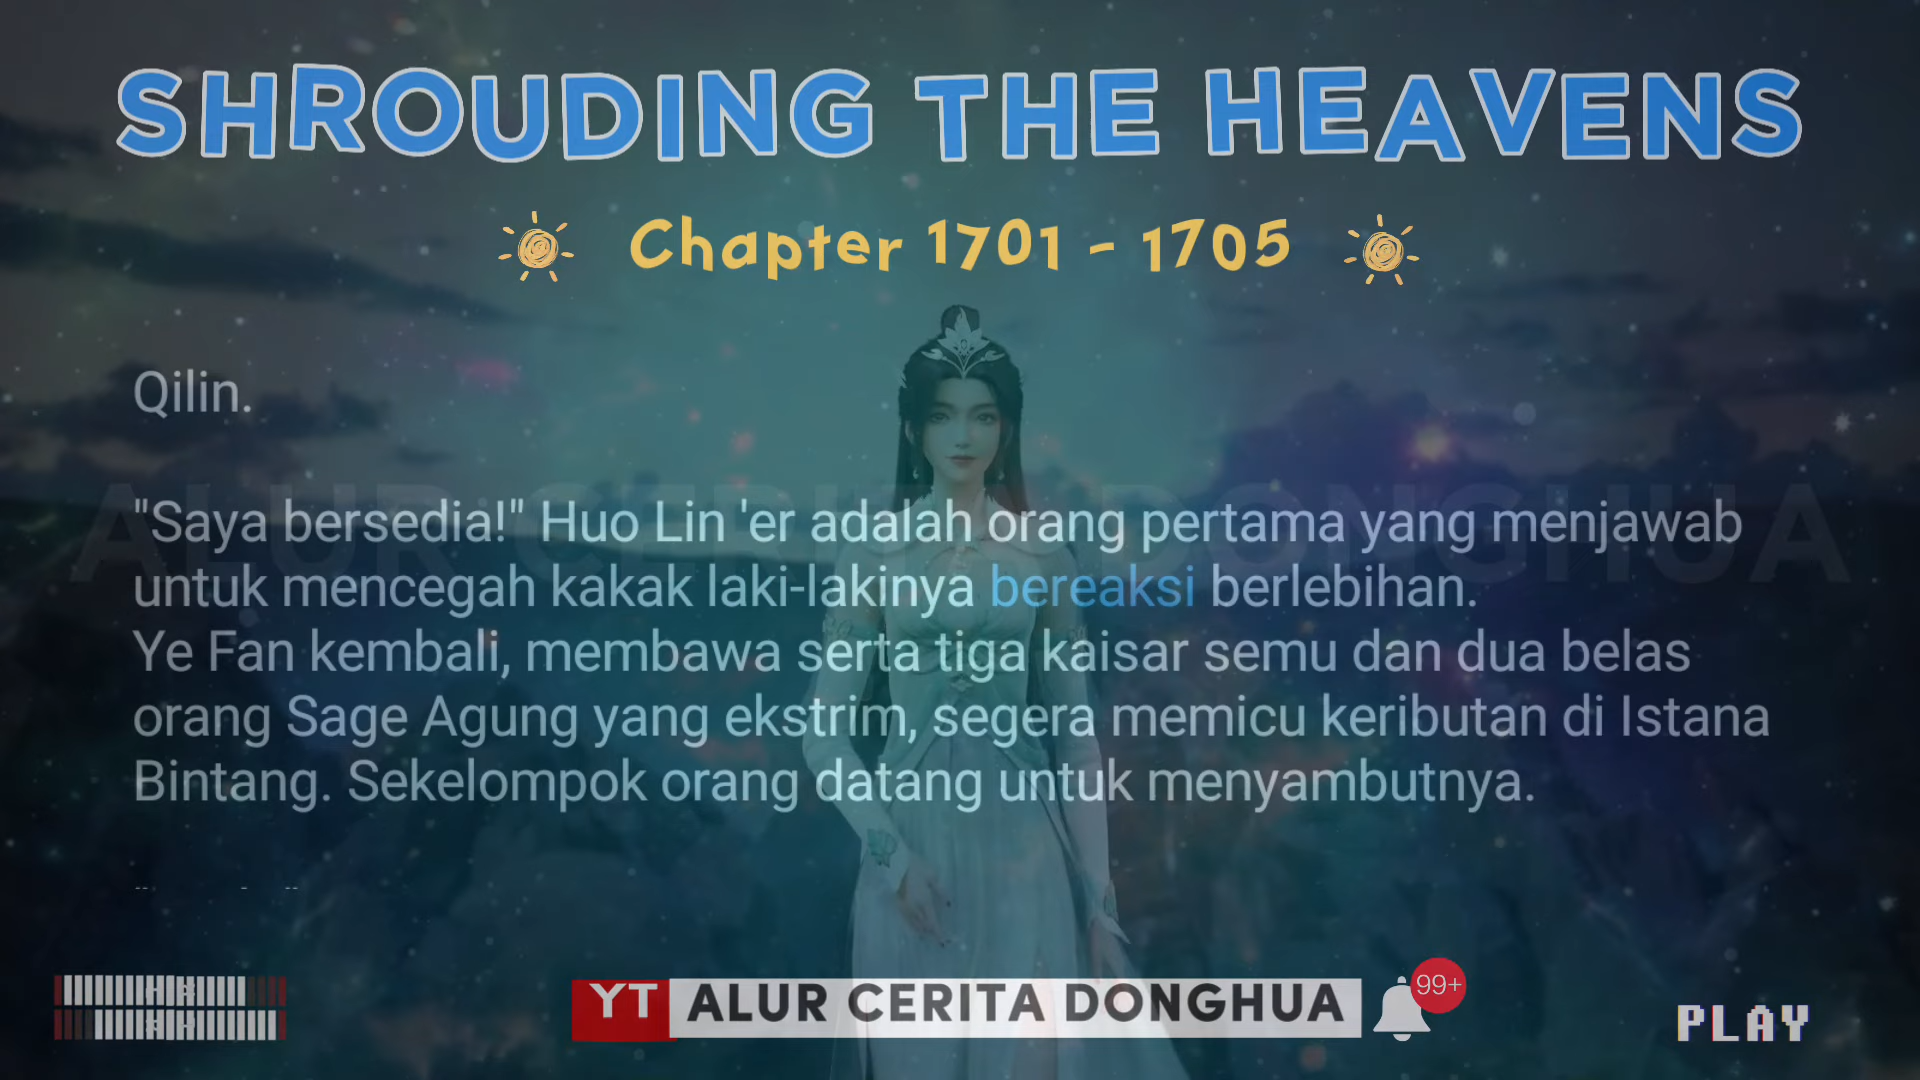 SHROUDING THE HEAVENS
Chapter 1701 - 1705
Qilin.
"Saya bersedia!" Huo Lin 'er adalah orang pertama yang menjawab
untuk mencegah kakak laki-lakinya bereaksi berlebihan.
Ye Fan kembali, membawa serta tiga kaisar semu dan dua belas
orang Sage Agung yang ekstrim, segera memicu keributan di Istana
Bintang. Sekelompok orang datang untuk menyambutnya.
ALUR CERITA DONGHUA
YT ALUR CERITA DONGHUA
99+
PLAY